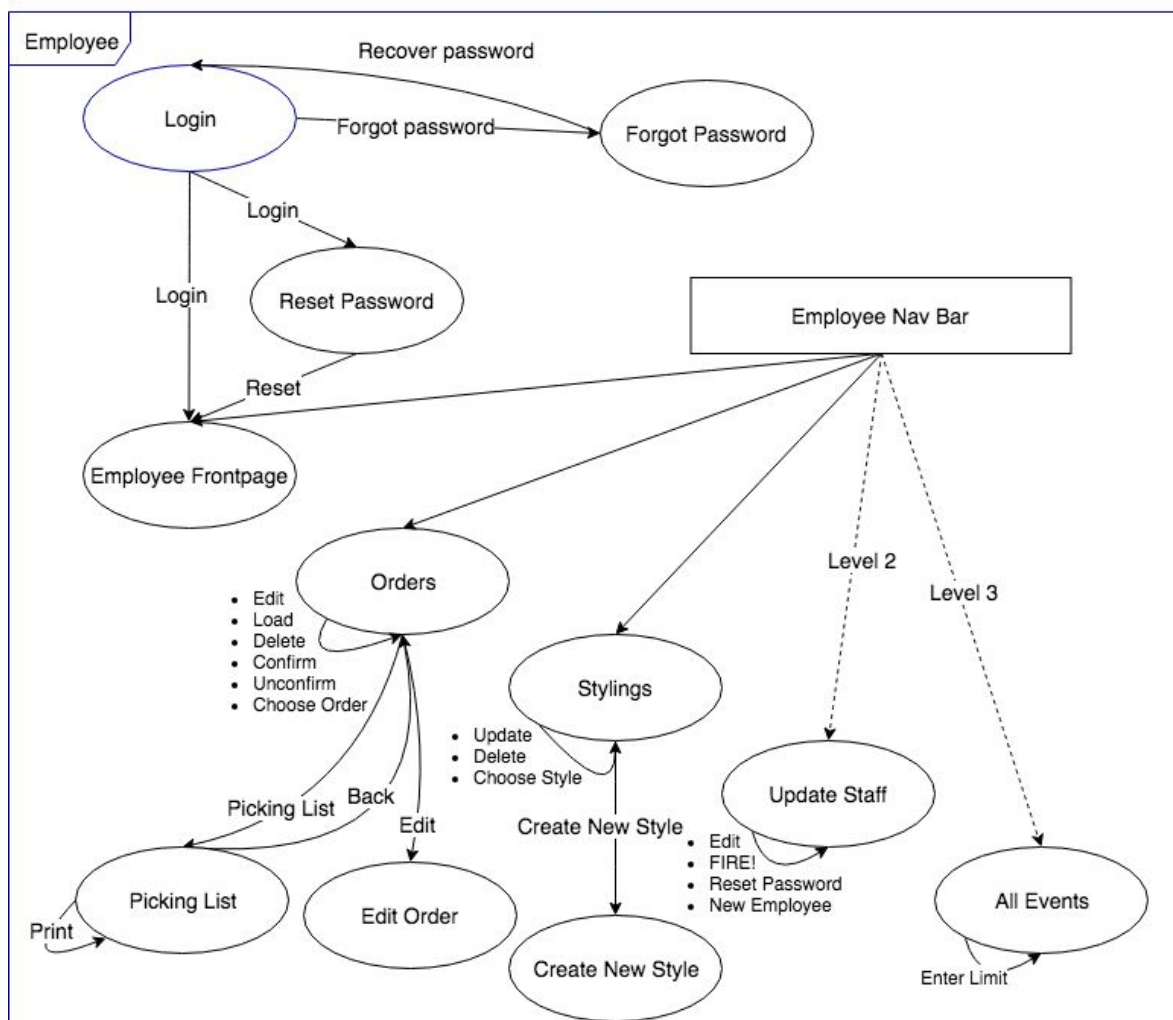 Employee
Recover password
Login
Forgot password
Forgot Password
Login
Login
Reset Password
Employee Nav Bar
Reset
Employee Frontpage
Level 2
Level 3
Orders
• Edit
• Load
• Delete
• Confirm
• Unconfirm
• Choose Order
Stylings
• Update
• Delete
• Choose Style
Picking List
Back
Edit
Create New Style
Update Staff
• Edit
• FIRE!
• Reset Password
• New Employee
Picking List
Print
Edit Order
Create New Style
All Events
Enter Limit